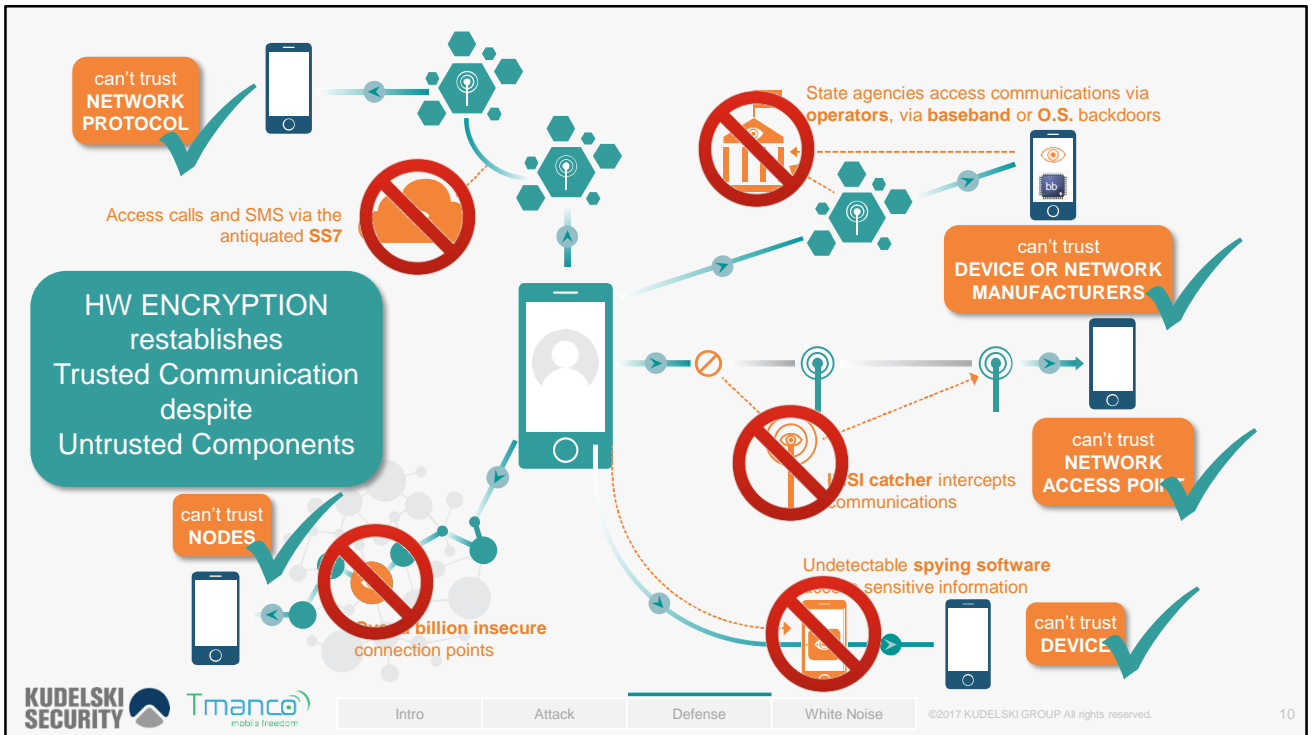 can't trust
NETWORK
PROTOCOL
Access calls and SMS via the
antiquated SS7
State agencies access communications via
operators, via baseband or O.S. backdoors
bb
can't trust
DEVICE OR NETWORK
MANUFACTURERS
HW ENCRYPTION
restablishes
Trusted Communication
despite
Untrusted Components
catcher intercepts
communications
can't trust
NETWORK
ACCESS POINT
can't trust
NODES
billion insecure
connection points
Undetectable spying software
sensitive information
can't trust
DEVICE
KUDELSKI
SECURITY
Tmanco
mobile freedom
Intro
Attack
Defense
White Noise
©2017 KUDELSKI GROUP All rights reserved.
10